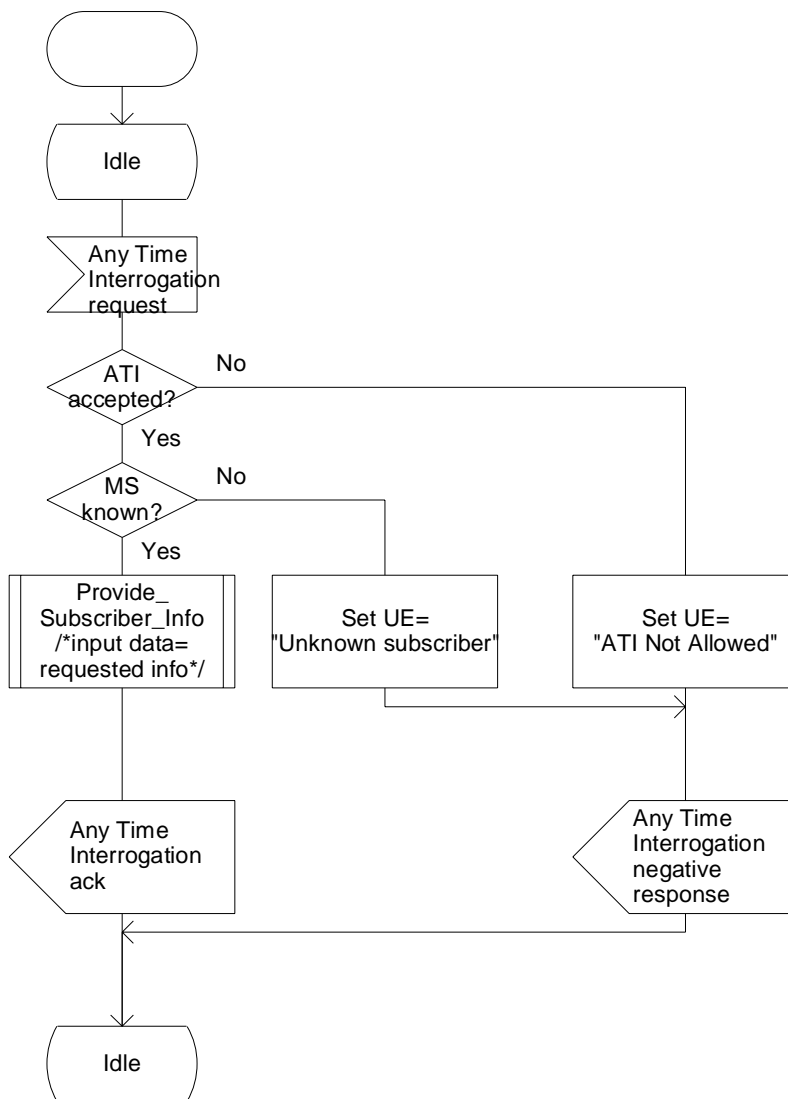 Idle
Any Time
Interrogation
request
ATI
accepted?
No
Yes
MS
known?
No
Yes
Provide_
Subscriber_Info
/*input data=
requested info*/
Set UE=
"Unknown subscriber"
Set UE=
"ATI Not Allowed"
Any Time
Interrogation
ack
Any Time
Interrogation
negative
response
Idle